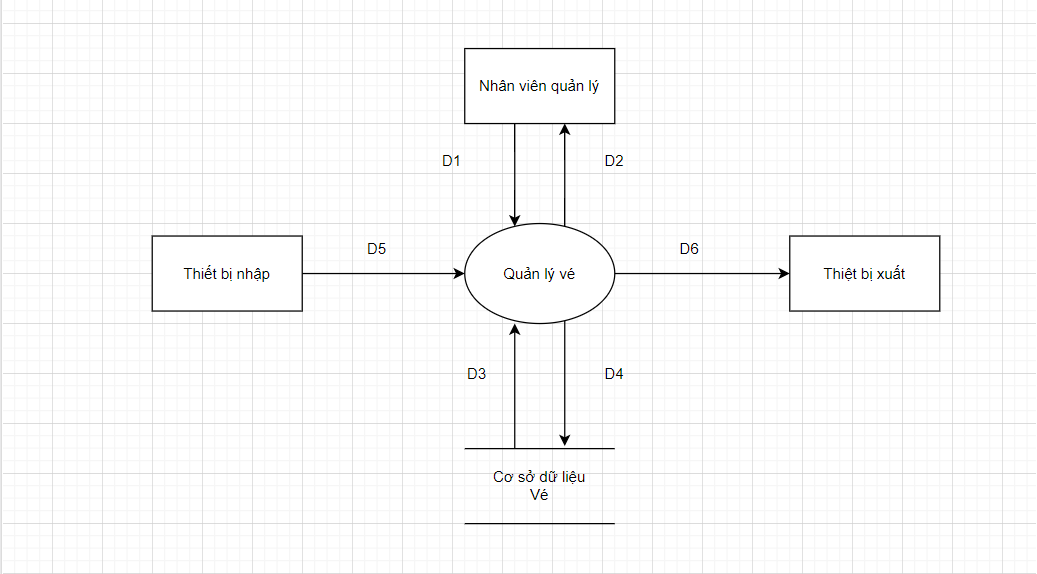 Nhân viên quản lý
D1
D2
D5
D6
Thiết bị nhập
Quản lý vé
Thiệt bị xuất
D3
D4
Cơ sở dữ liệu
Vé